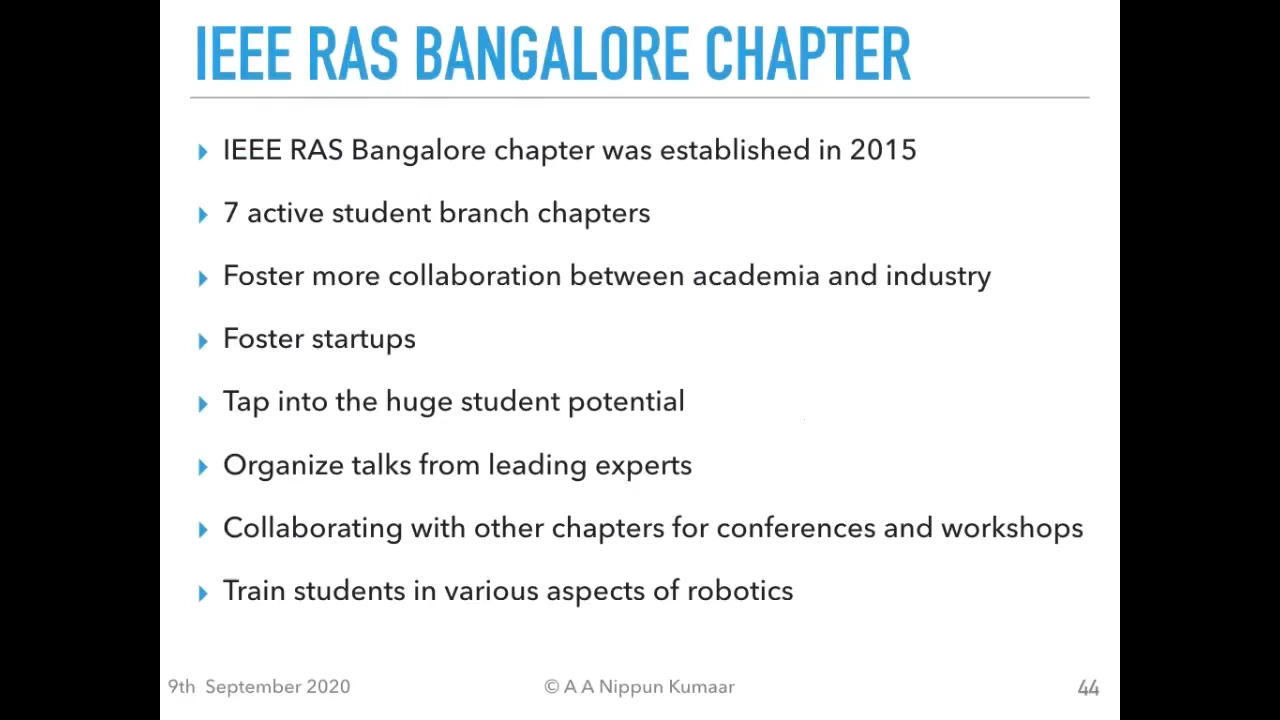 IEEE RAS BANGALORE CHAPTER
IEEE RAS Bangalore chapter was established in 2015
7 active student branch chapters
Foster more collaboration between academia and industry
Foster startups
Tap into the huge student potential
Organize talks from leading experts
Collaborating with other chapters for conferences and workshops
Train students in various aspects of robotics
9th September 2020 © A A Nippun Kumaar 44